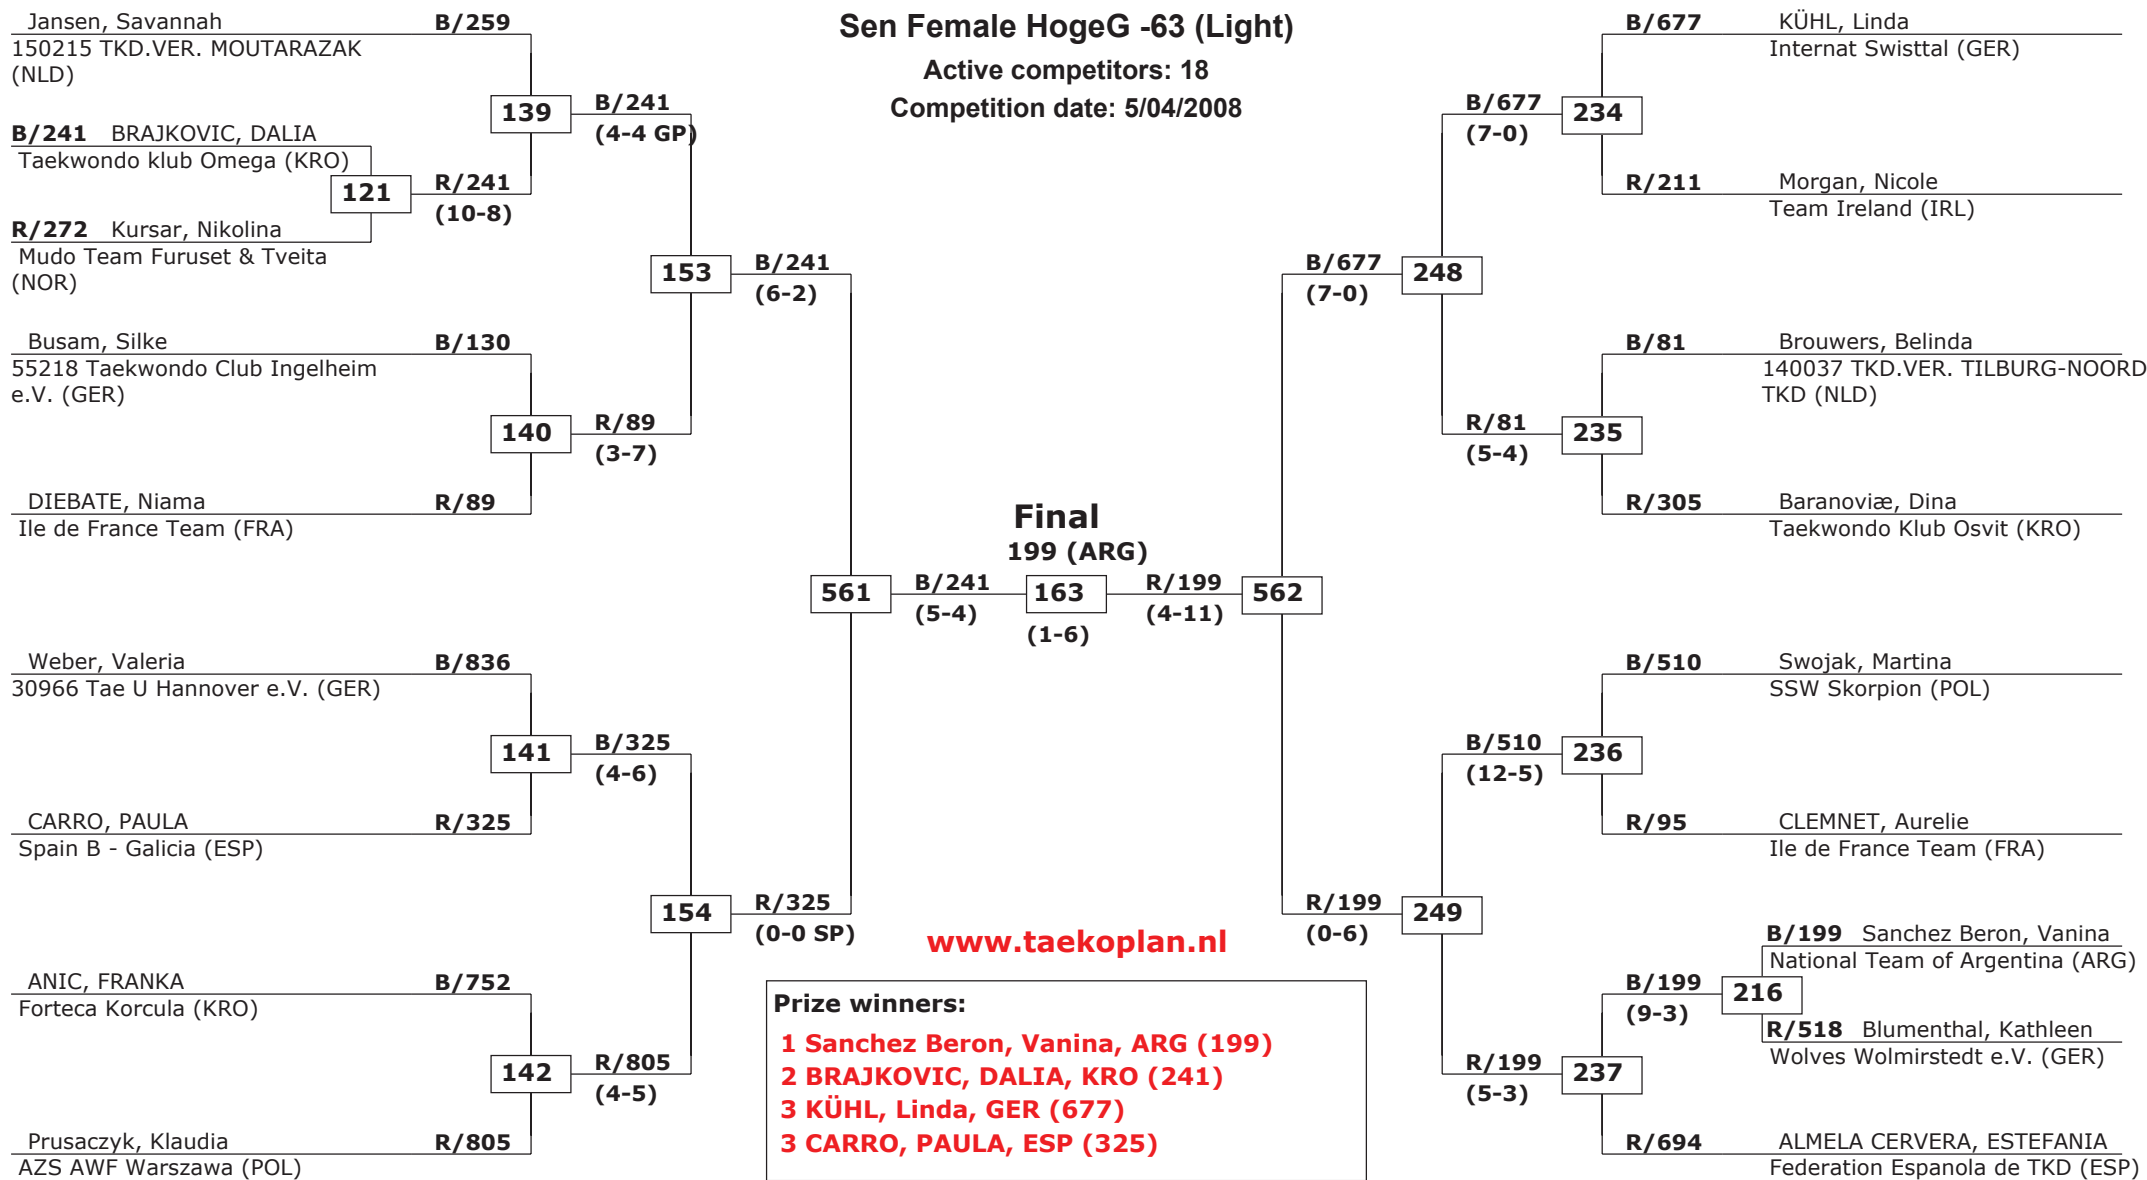 Sen Female HogeG -63 (Light)
Active competitors: 18
Competition date: 5/04/2008
Jansen, Savannah B/259
150215 TKD.VER. MOUTARAZAK
(NLD)
139
B/241
(4-4 GP)
B/241 BRAJKOVIC, DALIA
Taekwondo klub Omega (KRO)
121
R/241
(10-8)
R/272 Kursar, Nikolina
Mudo Team Furuset & Tveita
(NOR)
153
B/241
(6-2)
Busam, Silke B/130
55218 Taekwondo Club Ingelheim
e.V. (GER)
140
R/89
(3-7)
DIEBATE, Niama R/89
Ile de France Team (FRA)
561
B/241
(5-4)
Weber, Valeria B/836
30966 Tae U Hannover e.V. (GER)
141
B/325
(4-6)
CARRO, PAULA R/325
Spain B - Galicia (ESP)
154
R/325
(0-0 SP)
ANIC, FRANKA B/752
Forteca Korcula (KRO)
142
R/805
(4-5)
Prusaczyk, Klaudia R/805
AZS AWF Warszawa (POL)
Final
199 (ARG)
163
(1-6)
R/199
(4-11)
562
B/677 KÜHL, Linda
Internat Swisttal (GER)
B/677
(7-0)
234
R/211 Morgan, Nicole
Team Ireland (IRL)
B/677
(7-0)
248
B/81 Brouwers, Belinda
140037 TKD.VER. TILBURG-NOORD
TKD (NLD)
R/81
(5-4)
235
R/305 Baranoviæ, Dina
Taekwondo Klub Osvit (KRO)
B/510 Swojak, Martina
SSW Skorpion (POL)
B/510
(12-5)
236
R/95 CLEMNET, Aurelie
Ile de France Team (FRA)
R/199
(0-6)
249
B/199 Sanchez Beron, Vanina
National Team of Argentina (ARG)
B/199
(9-3)
216
R/518 Blumenthal, Kathleen
Wolves Wolmirstedt e.V. (GER)
R/199
(5-3)
237
R/694 ALMELA CERVERA, ESTEFANIA
Federation Espanola de TKD (ESP)
www.taekoplan.nl
Prize winners:
1 Sanchez Beron, Vanina, ARG (199)
2 BRAJKOVIC, DALIA, KRO (241)
3 KÜHL, Linda, GER (677)
3 CARRO, PAULA, ESP (325)